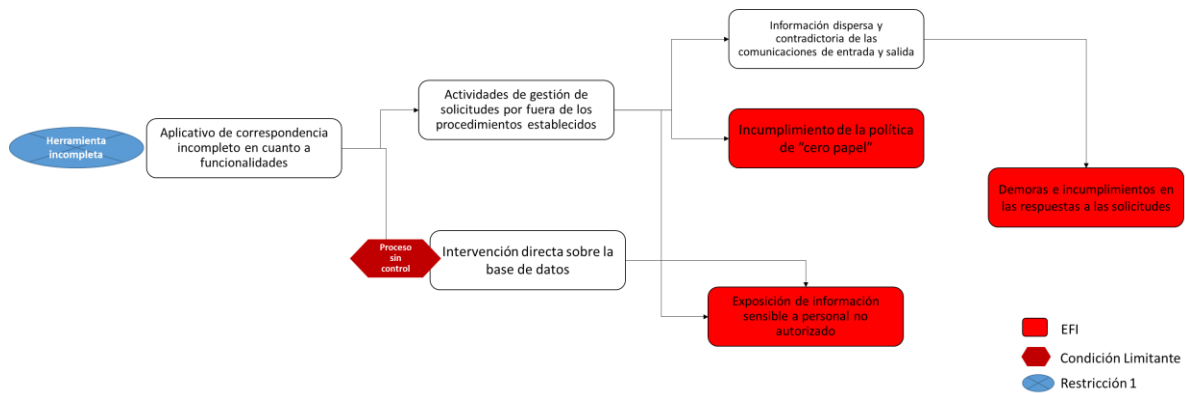 Herramienta
incompleta
Aplicativo de correspondencia
incompleto en cuanto a
funcionalidades
Actividades de gestión de
solicitudes por fuera de los
procedimientos establecidos
Información dispersa y
contradictoria de las
comunicaciones de entrada y salida
Incumplimiento de la política
de “cero papel”
Demoras e incumplimientos en
las respuestas a las solicitudes
Proceso
sin
control
Intervención directa sobre la
base de datos
Exposición de información
sensible a personal no
autorizado
EFI
Condición Limitante
Restricción 1